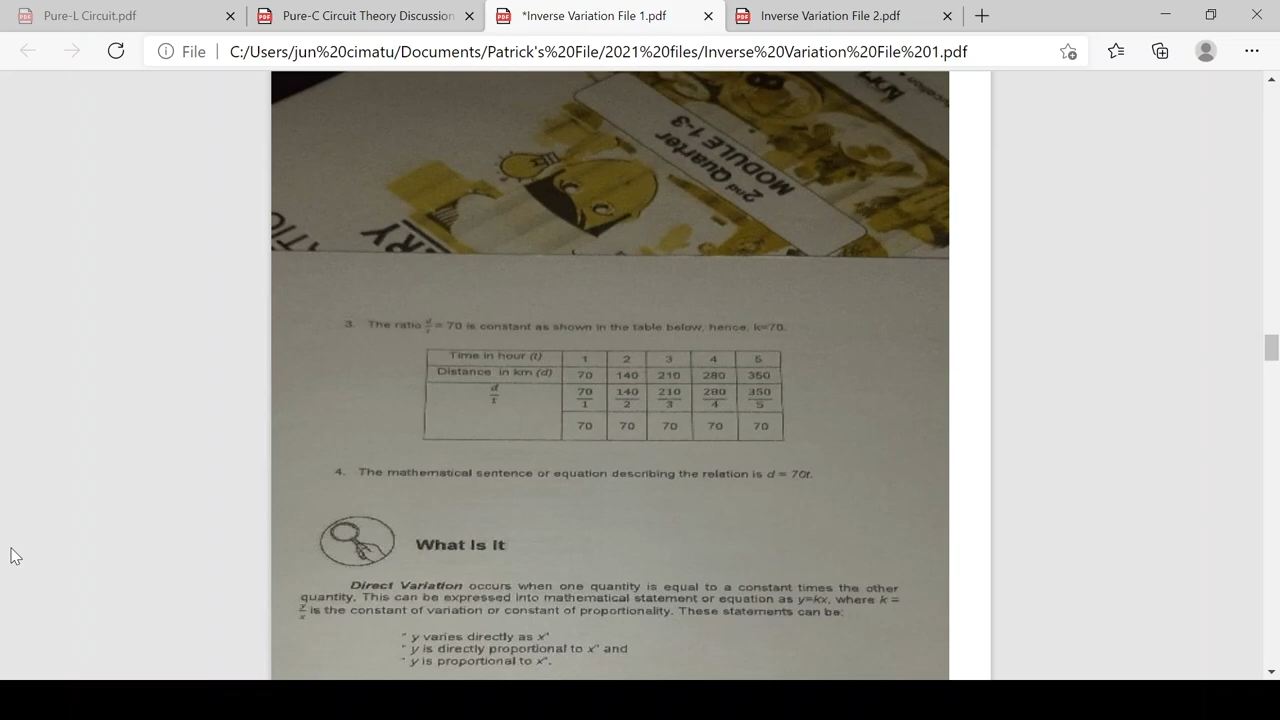 Pure-L Circuit.pdf
Pure-C Circuit Theory Discussion
*Inverse Variation File 1.pdf
Inverse Variation File 2.pdf
File
C:/Users/jun%20cimatu/Documents/Patrick's%20File/2021%20files/Inverse%20Variation%20File%201.pdf
2nd Quarter
MODULE 1-3
3. The ratio d/t = 70 is constant as shown in the table below, hence, k=70.
Time in hour (t) 1 2 3 4 5
Distance in km (d) 70 140 210 280 350
d/t 70/1 140/2 210/3 280/4 350/5
70 70 70 70 70
4. The mathematical sentence or equation describing the relation is d = 70t.
What Is It
Direct Variation occurs when one quantity is equal to a constant times the other
quantity. This can be expressed into mathematical statement or equation as y=kx, where k =
y/x is the constant of variation or constant of proportionality. These statements can be:
" y varies directly as x"
" y is directly proportional to x" and
" y is proportional to x".